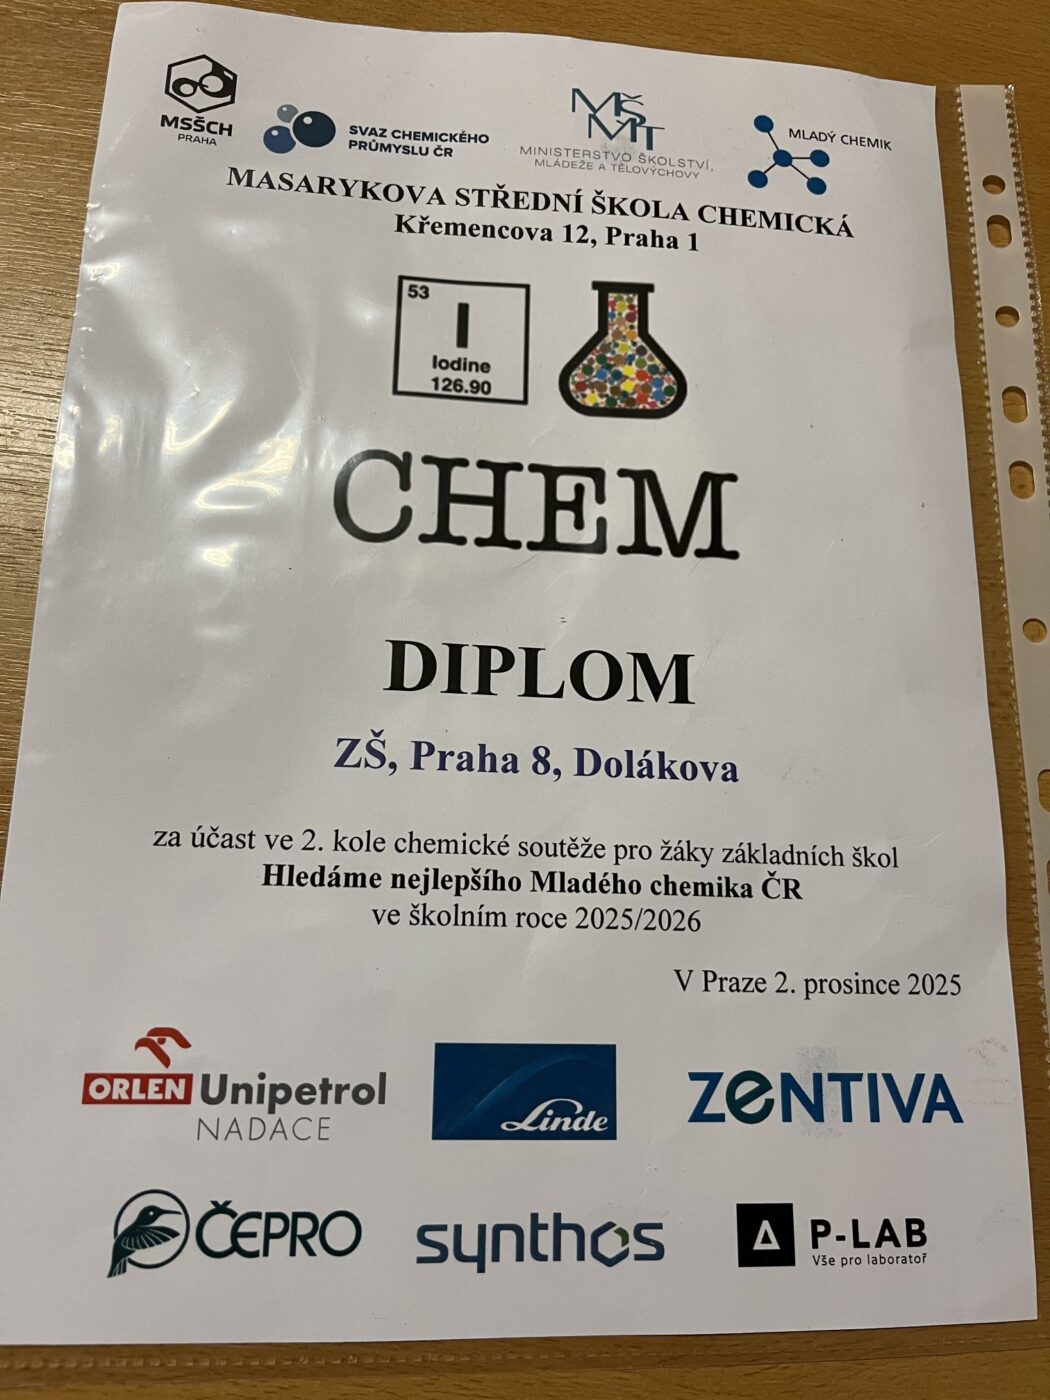 MSŠCH
PRAHA
SVAZ CHEMICKÉHO
PRŮMYSLU ČR
MŠMT
MINISTERSTVO ŠKOLSTVÍ,
MLÁDEŽE A TĚLOVÝCHOVY
MLADÝ CHEMIK
MASARYKOVA STŘEDNÍ ŠKOLA CHEMICKÁ
Křemencova 12, Praha 1
53
I
Iodine
126.90
CHEM
DIPLOM
ZŠ, Praha 8, Dolákova
za účast ve 2. kole chemické soutěže pro žáky základních škol
Hledáme nejlepšího Mladého chemika ČR
ve školním roce 2025/2026
V Praze 2. prosince 2025
ORLEN Unipetrol
NADACE
Linde
ZENTIVA
ČEPRO
synthos
P-LAB
Vše pro laboratoř